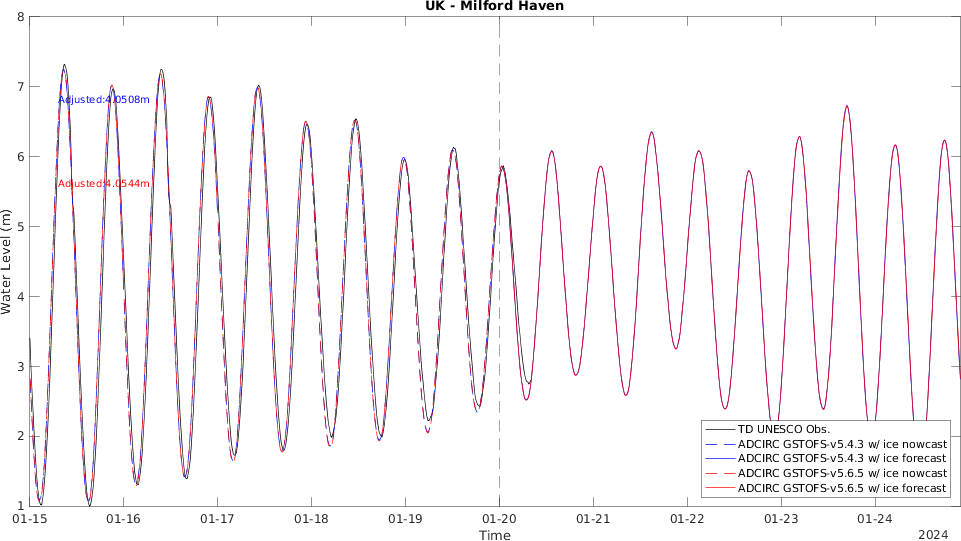 UK - Milford Haven
8
7
6
5
4
3
2
1
Water Level (m)
Adjusted:4.0508m
Adjusted:4.0544m
TD UNESCO Obs.
ADCIRC GSTOFS-v5.4.3 w/ ice nowcast
ADCIRC GSTOFS-v5.4.3 w/ ice forecast
ADCIRC GSTOFS-v5.6.5 w/ ice nowcast
ADCIRC GSTOFS-v5.6.5 w/ ice forecast
01-15 01-16 01-17 01-18 01-19 01-20 01-21 01-22 01-23 01-24
Time
2024